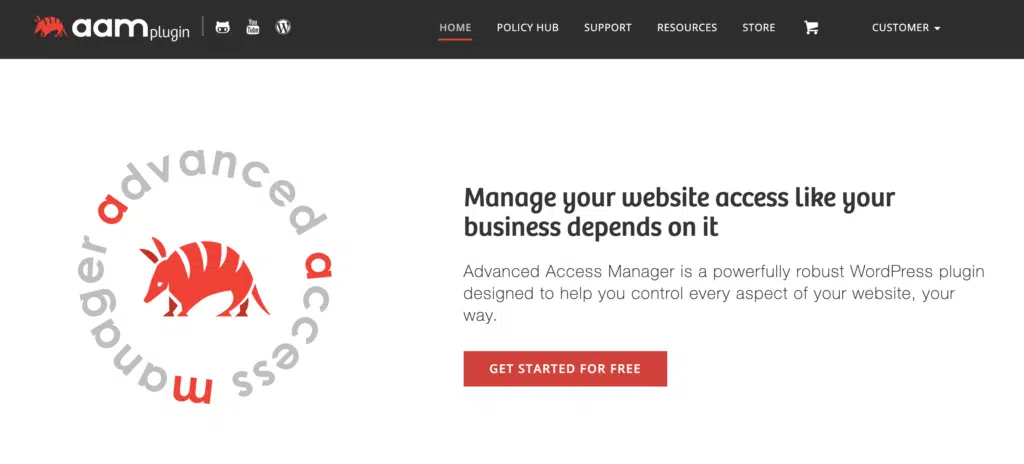 aam plugin
You Tube
HOME
POLICY HUB
SUPPORT
RESOURCES
STORE
CUSTOMER
advanced access manager
Manage your website access like your
business depends on it
Advanced Access Manager is a powerfully robust WordPress plugin
designed to help you control every aspect of your website, your
way.
GET STARTED FOR FREE